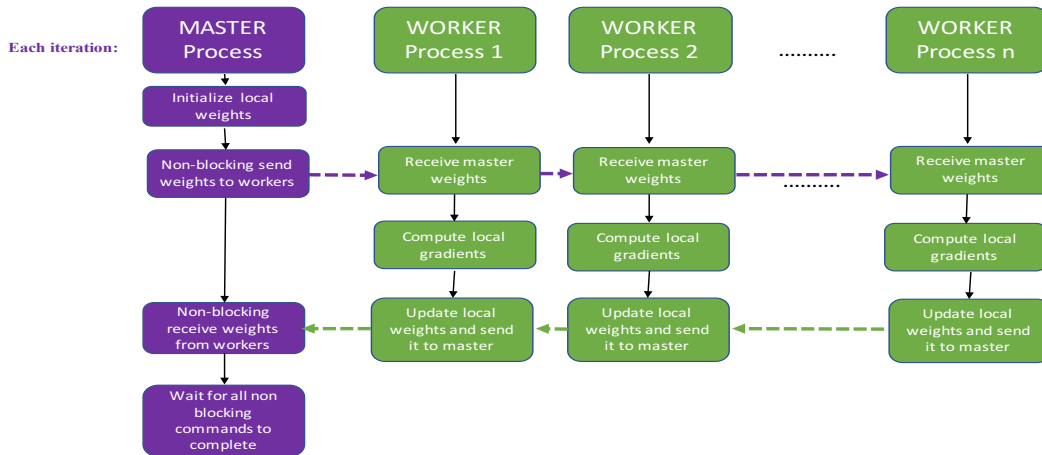 Each iteration:
MASTER
Process
Initialize local
weights
Non-blocking send
weights to workers
Non-blocking
receive weights
from workers
Wait for all non
blocking
commands to
complete
WORKER
Process 1
Receive master
weights
Compute local
gradients
Update local
weights and send
it to master
WORKER
Process 2
Receive master
weights
Compute local
gradients
Update local
weights and send
it to master
..........
..........
WORKER
Process n
Receive master
weights
Compute local
gradients
Update local
weights and send
it to master